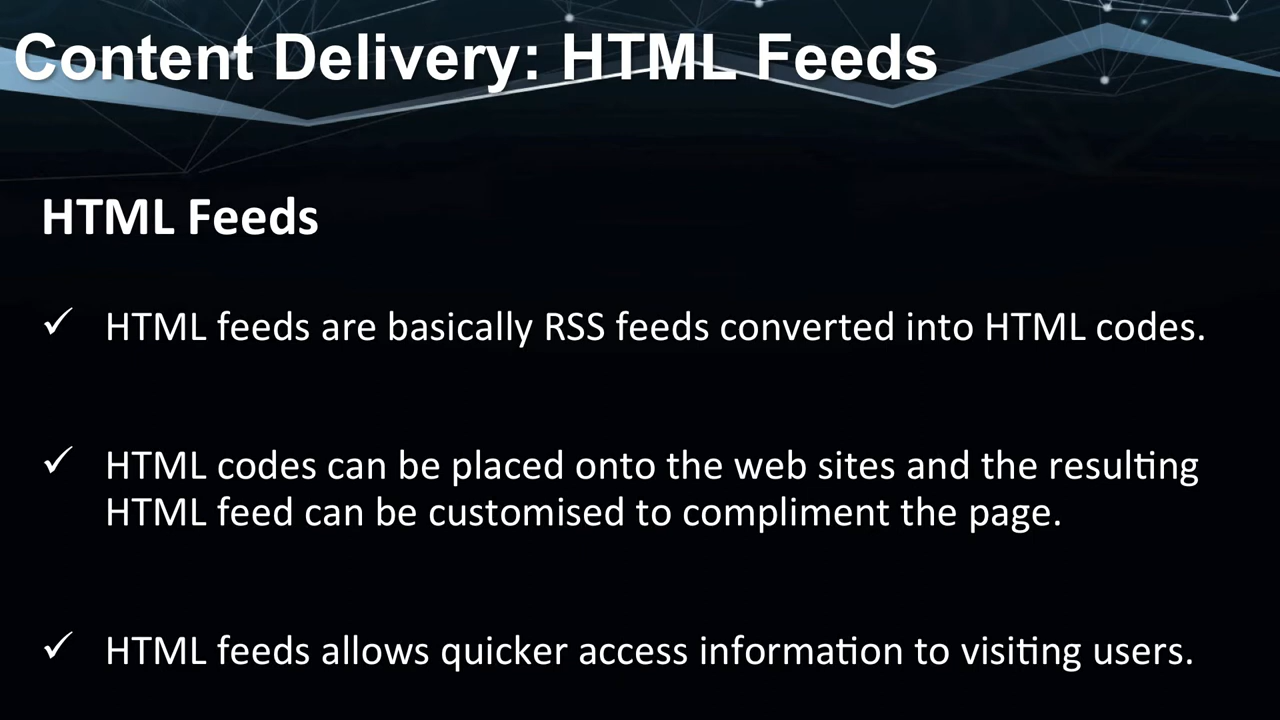 Content Delivery: HTML Feeds
HTML Feeds
✓ HTML feeds are basically RSS feeds converted into HTML codes.
✓ HTML codes can be placed onto the web sites and the resulting
HTML feed can be customised to compliment the page.
✓ HTML feeds allows quicker access information to visiting users.